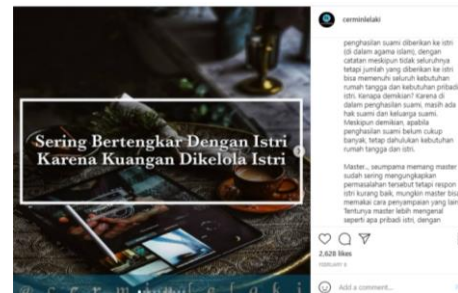 Sering Bertengkar Dengan Istri
Karena Kuangan Dikelola Istri
@cerminlelaki
cerminlelaki
penghasilan suami diberikan ke istri
(di dalam agama islam), dengan
catatan meskipun tidak seluruhnya
tetapi jumlah yang diberikan ke istri
bisa memenuhi seluruh kebutuhan
rumah tangga dan kebutuhan pribadi
istri. Kenapa demikian? Karena di
dalam penghasilan suami, masih ada
hak suami dan keluarga suami.
Meskipun demikian, apabila
penghasilan suami belum cukup
banyak, tetap dahulukan kebutuhan
rumah tangga dan istri.
Master.., seumpama memang master
sudah sering mengungkapkan
permasalahan tersebut tetapi respon
istri kurang baik, mungkin master bisa
memakai cara penyampaian yang lain.
Tentunya master lebih mengenal
seperti apa pribadi istri, dengan
2,628 likes
FEBRUARY 6
Add a comment...